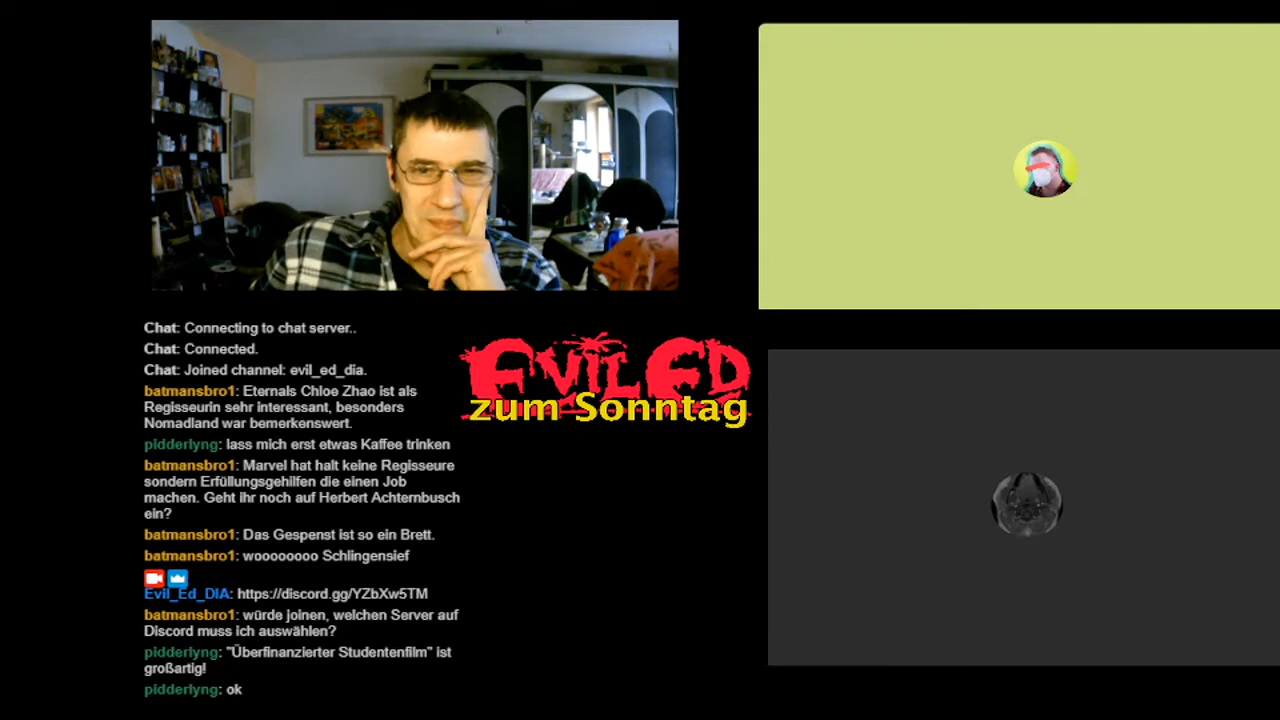 Chat: Connecting to chat server..
Chat: Connected.
Chat: Joined channel: evil_ed_dia.
batmansbro1: Eternals Chloe Zhao ist als
Regisseurin sehr interessant, besonders
Nomadland war bemerkenswert.
pidderlyng: lass mich erst etwas Kaffee trinken
batmansbro1: Marvel hat halt keine Regisseure
sondern Erfüllungsgehilfen die einen Job
machen. Geht ihr noch auf Herbert Achternbusch
ein?
batmansbro1: Das Gespenst ist so ein Brett.
batmansbro1: woooooooo Schlingensief
Evil_Ed_DIA: https://discord.gg/YZbXw5TM
batmansbro1: würde joinen, welchen Server auf
Discord muss ich auswählen?
pidderlyng: "Überfinanzierter Studentenfilm" ist
großartig!
pidderlyng: ok
EVIL ED
zum Sonntag